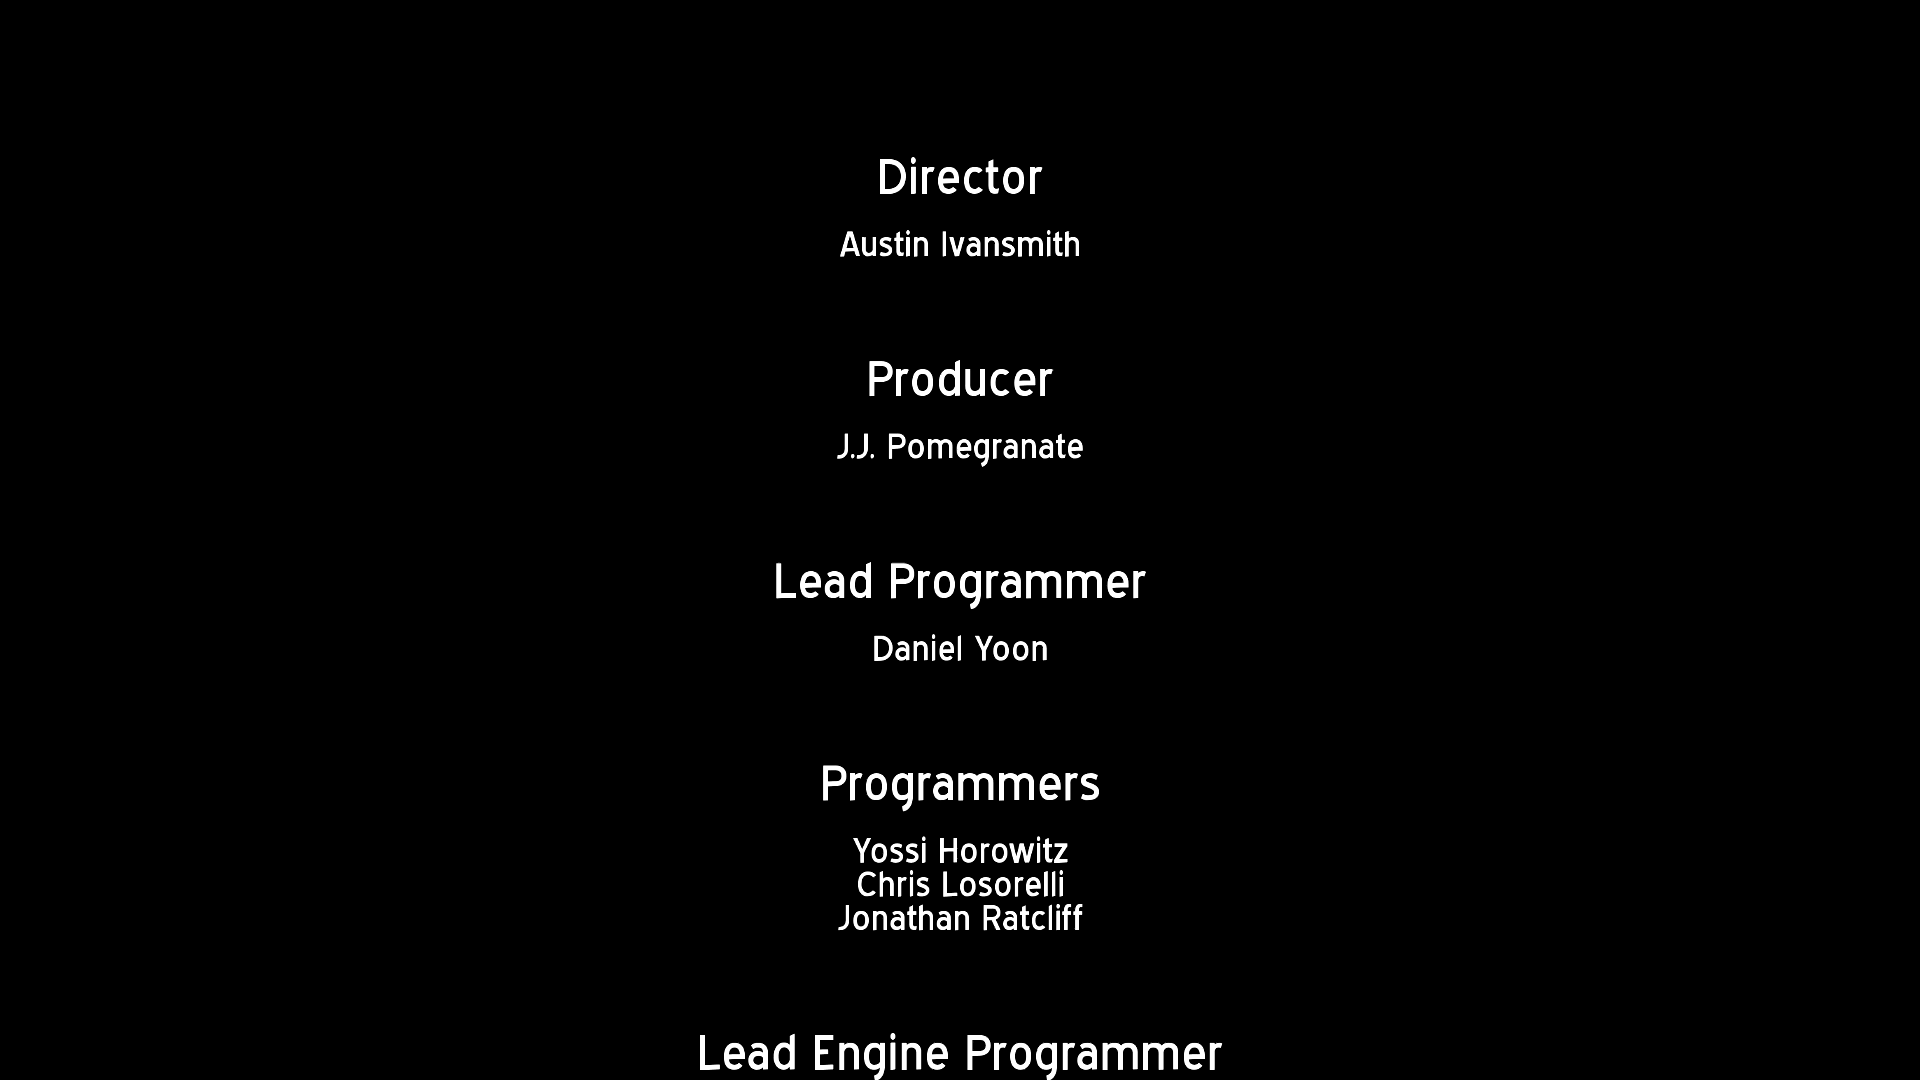 Director
Austin Ivansmith
Producer
J.J. Pomegranate
Lead Programmer
Daniel Yoon
Programmers
Yossi Horowitz
Chris Losorelli
Jonathan Ratcliff
Lead Engine Programmer